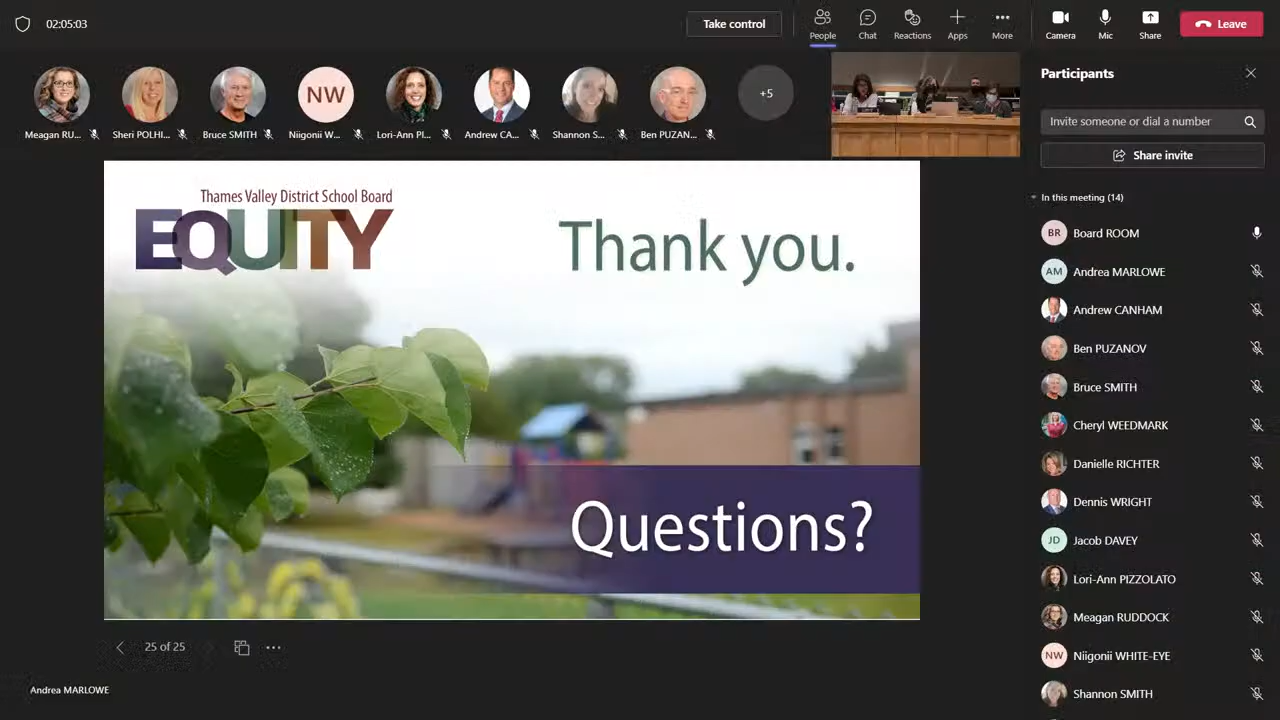 02:05:03
Take control
People
Chat
Reactions
Apps
More
Camera
Mic
Share
Leave
Meagan RU...
Sheri POLHI...
Bruce SMITH
NW
Niigonii W...
Lori-Ann PI...
Andrew CA...
Shannon S...
Ben PUZAN...
+5
Participants
Invite someone or dial a number
Share invite
In this meeting (14)
BR Board ROOM
AM Andrea MARLOWE
Andrew CANHAM
Ben PUZANOV
Bruce SMITH
Cheryl WEEDMARK
Danielle RICHTER
Dennis WRIGHT
JD Jacob DAVEY
Lori-Ann PIZZOLATO
Meagan RUDDOCK
NW Niigonii WHITE-EYE
Shannon SMITH
Thames Valley District School Board
EQUITY
Thank you.
Questions?
25 of 25
Andrea MARLOWE